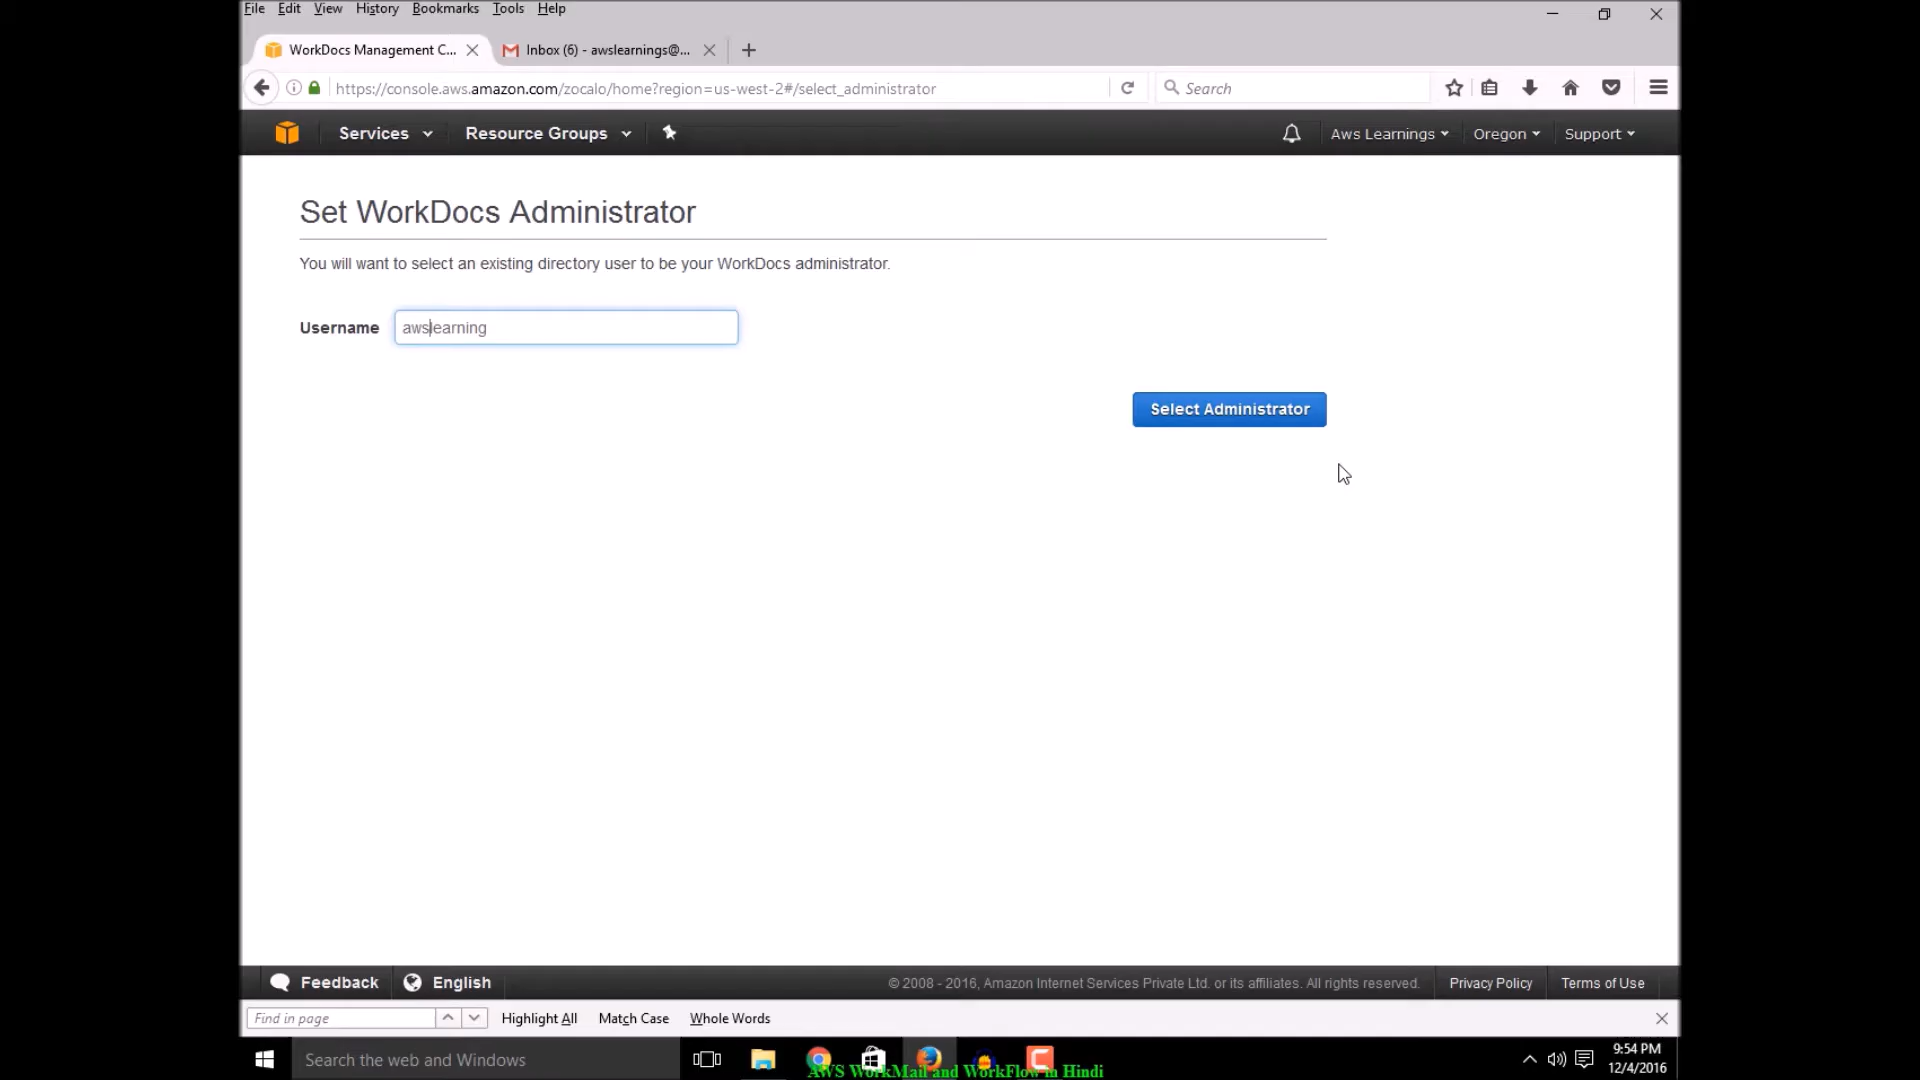 File Edit View History Bookmarks Tools Help
WorkDocs Management C... Inbox (6) - awslearnings@...
https://console.aws.amazon.com/zocalo/home?region=us-west-2#/select_administrator Search
Services Resource Groups Aws Learnings Oregon Support
Set WorkDocs Administrator
You will want to select an existing directory user to be your WorkDocs administrator.
Username awslearning
Select Administrator
Feedback English © 2008 - 2016, Amazon Internet Services Private Ltd. or its affiliates. All rights reserved. Privacy Policy Terms of Use
Find in page Highlight All Match Case Whole Words
Search the web and Windows 9:54 PM
12/4/2016
AWS WorkMail and WorkFlow in Hindi